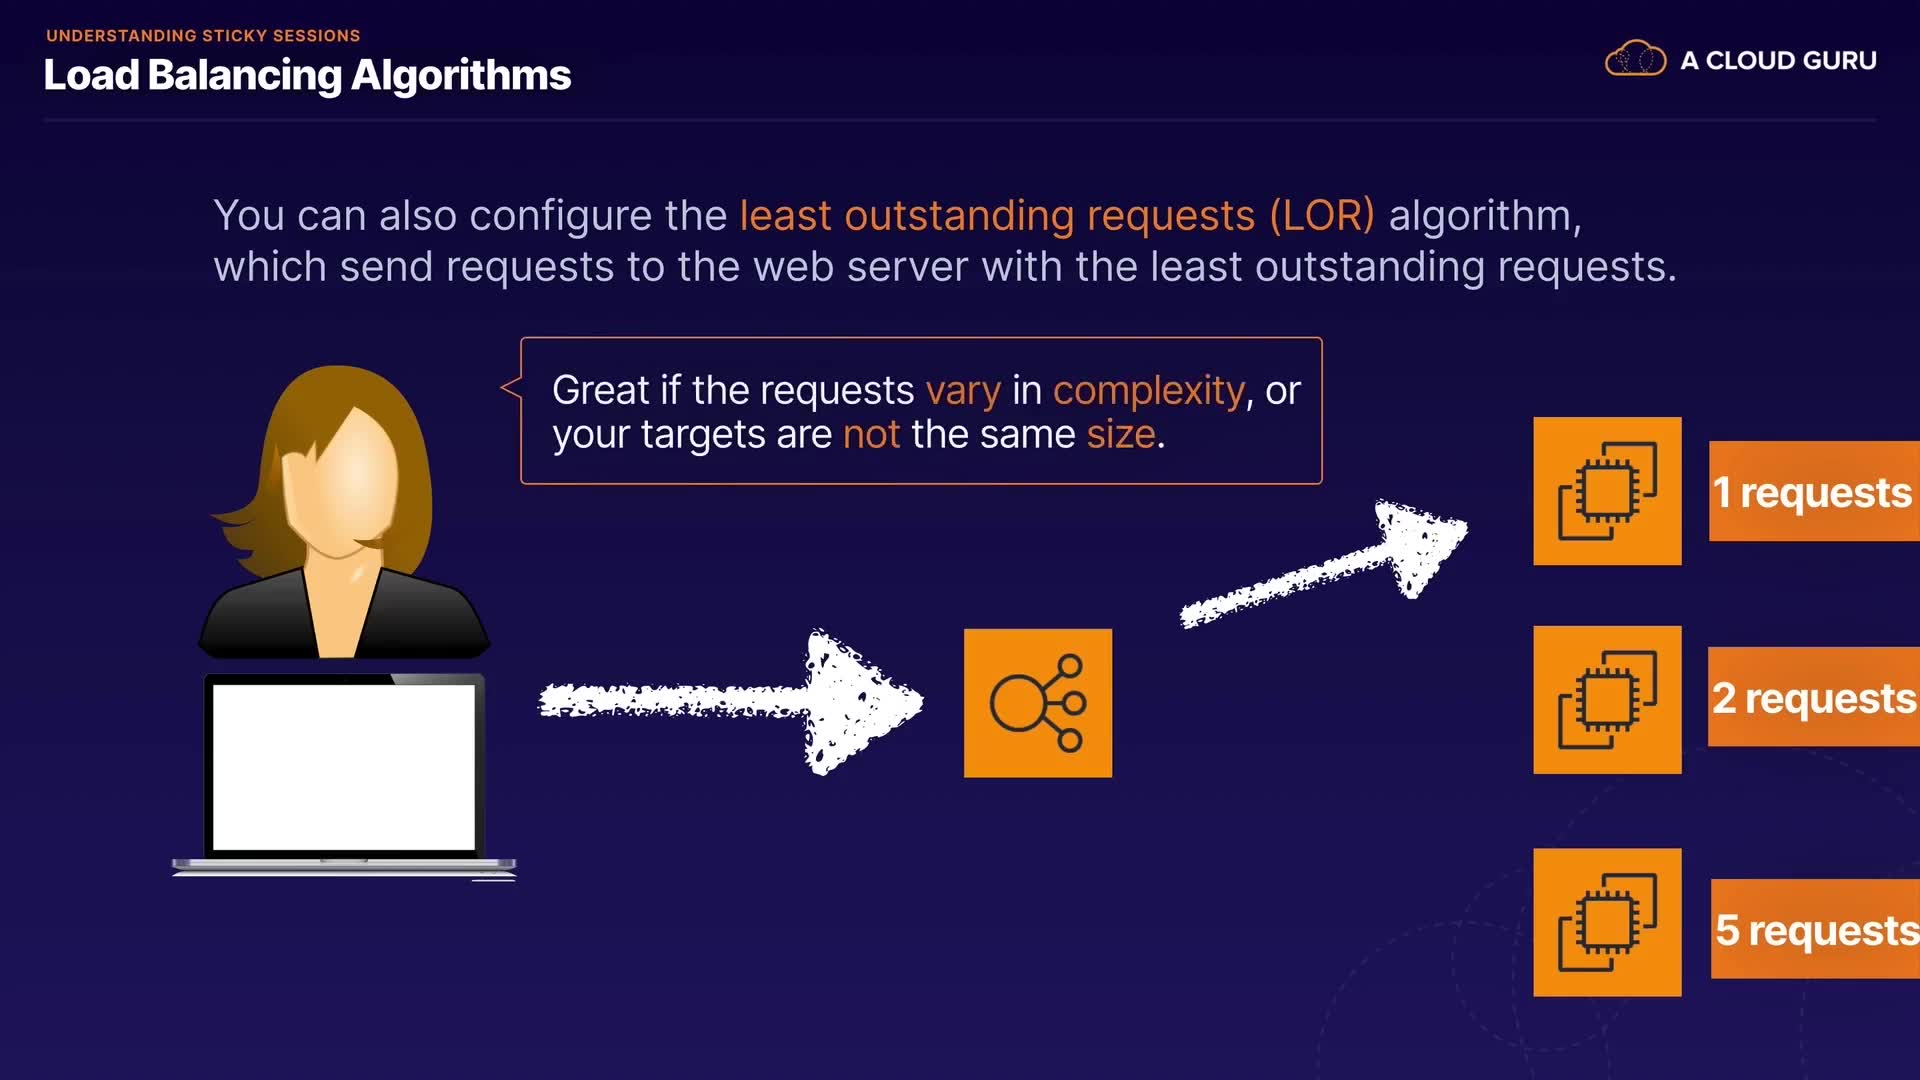 UNDERSTANDING STICKY SESSIONS
Load Balancing Algorithms
A CLOUD GURU
You can also configure the least outstanding requests (LOR) algorithm,
which send requests to the web server with the least outstanding requests.
Great if the requests vary in complexity, or
your targets are not the same size.
1 requests
2 requests
5 requests